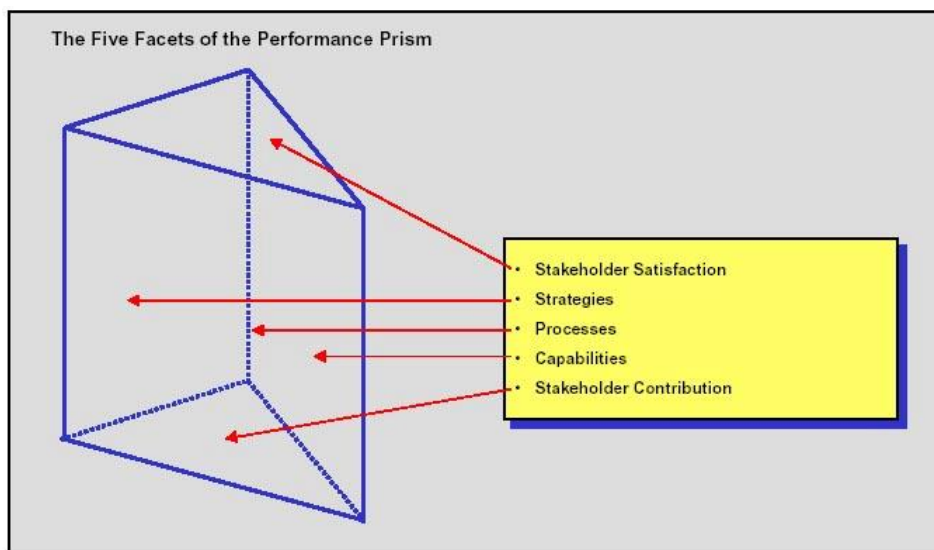 The Five Facets of the Performance Prism
• Stakeholder Satisfaction
• Strategies
• Processes
• Capabilities
• Stakeholder Contribution